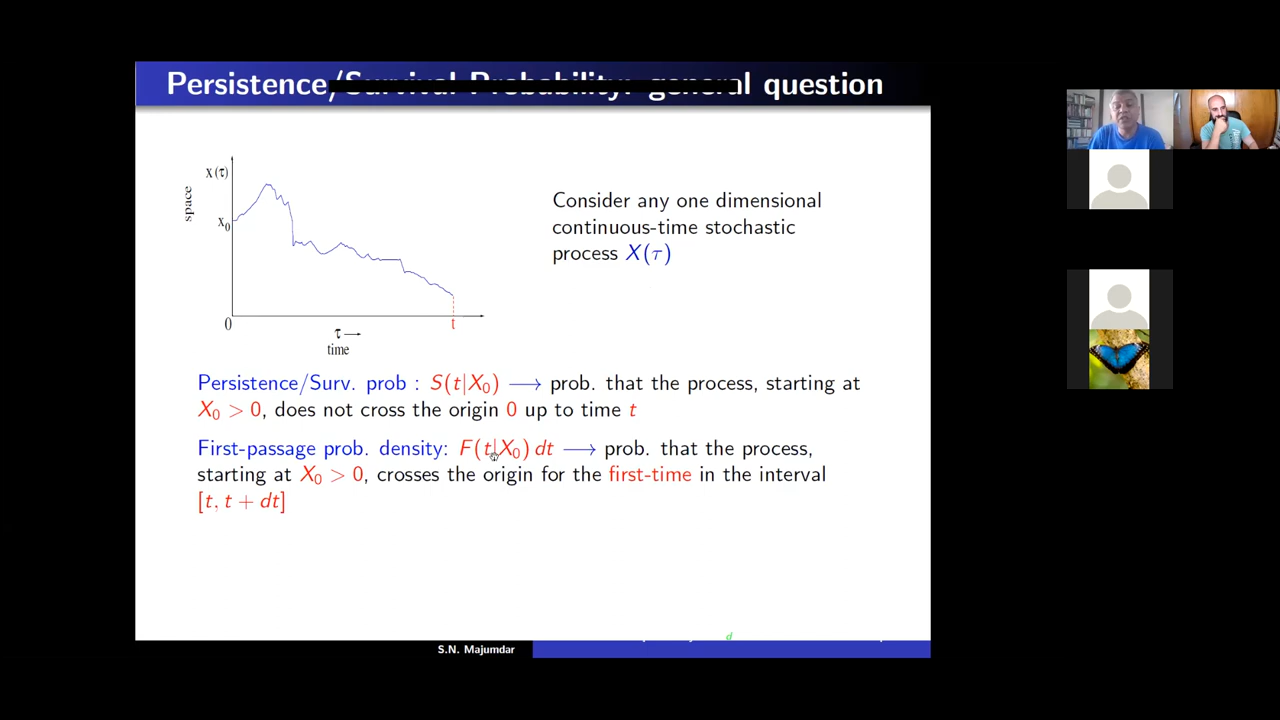 Persistence/Survival Probability: general question
X(τ)
space
X₀
0
τ →
time
t
Consider any one dimensional
continuous-time stochastic
process X(τ)
Persistence/Surv. prob : S(t|X₀) ⟶ prob. that the process, starting at
X₀ > 0, does not cross the origin 0 up to time t
First-passage prob. density: F(t|X₀) dt ⟶ prob. that the process,
starting at X₀ > 0, crosses the origin for the first-time in the interval
[t, t + dt]
d
S.N. Majumdar